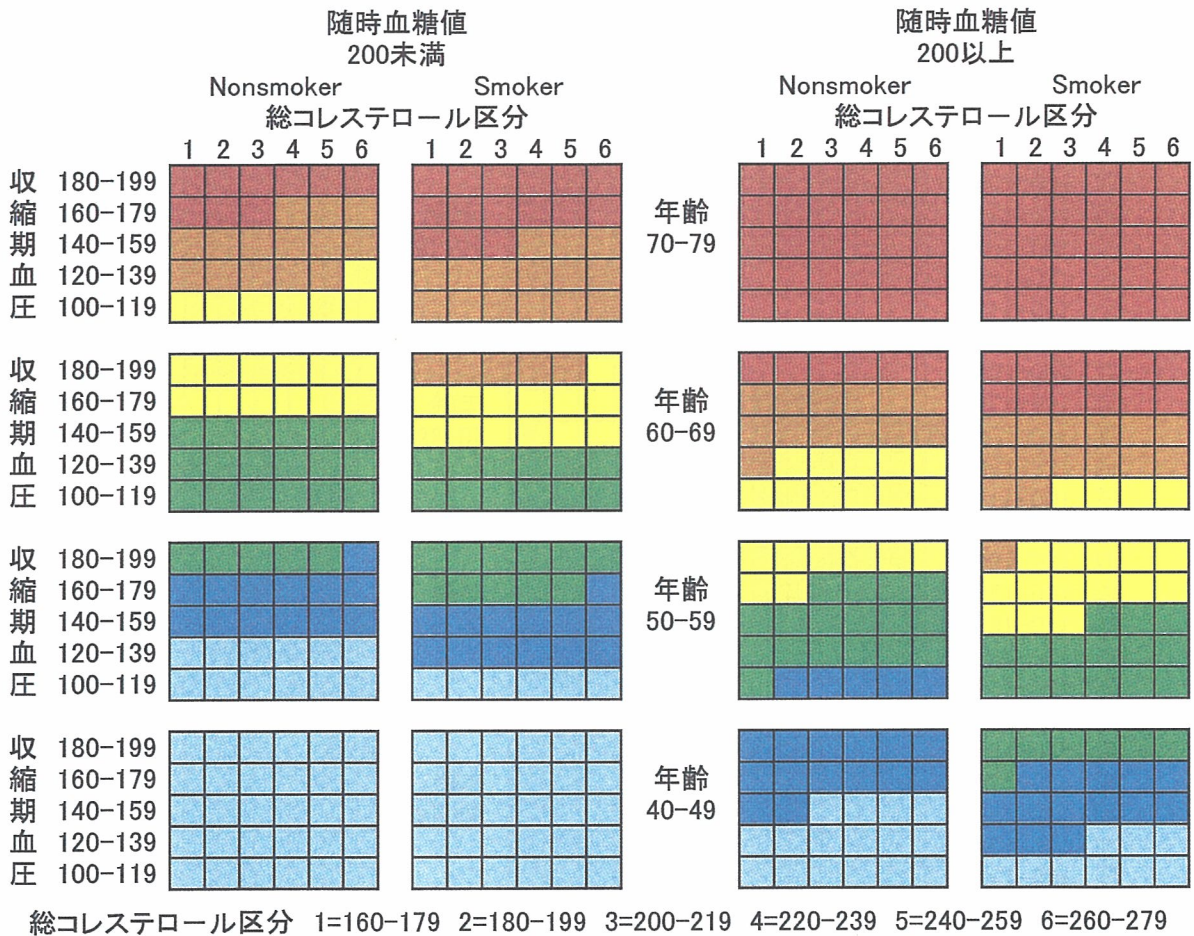 随時血糖値 随時血糖値
200未満 200以上
Nonsmoker Smoker Nonsmoker Smoker
総コレステロール区分 総コレステロール区分
1 2 3 4 5 6 1 2 3 4 5 6 1 2 3 4 5 6 1 2 3 4 5 6
収 180-199
縮 160-179 年齢
期 140-159 70-79
血 120-139
圧 100-119
収 180-199
縮 160-179 年齢
期 140-159 60-69
血 120-139
圧 100-119
収 180-199
縮 160-179 年齢
期 140-159 50-59
血 120-139
圧 100-119
収 180-199
縮 160-179 年齢
期 140-159 40-49
血 120-139
圧 100-119
総コレステロール区分 1=160-179 2=180-199 3=200-219 4=220-239 5=240-259 6=260-279